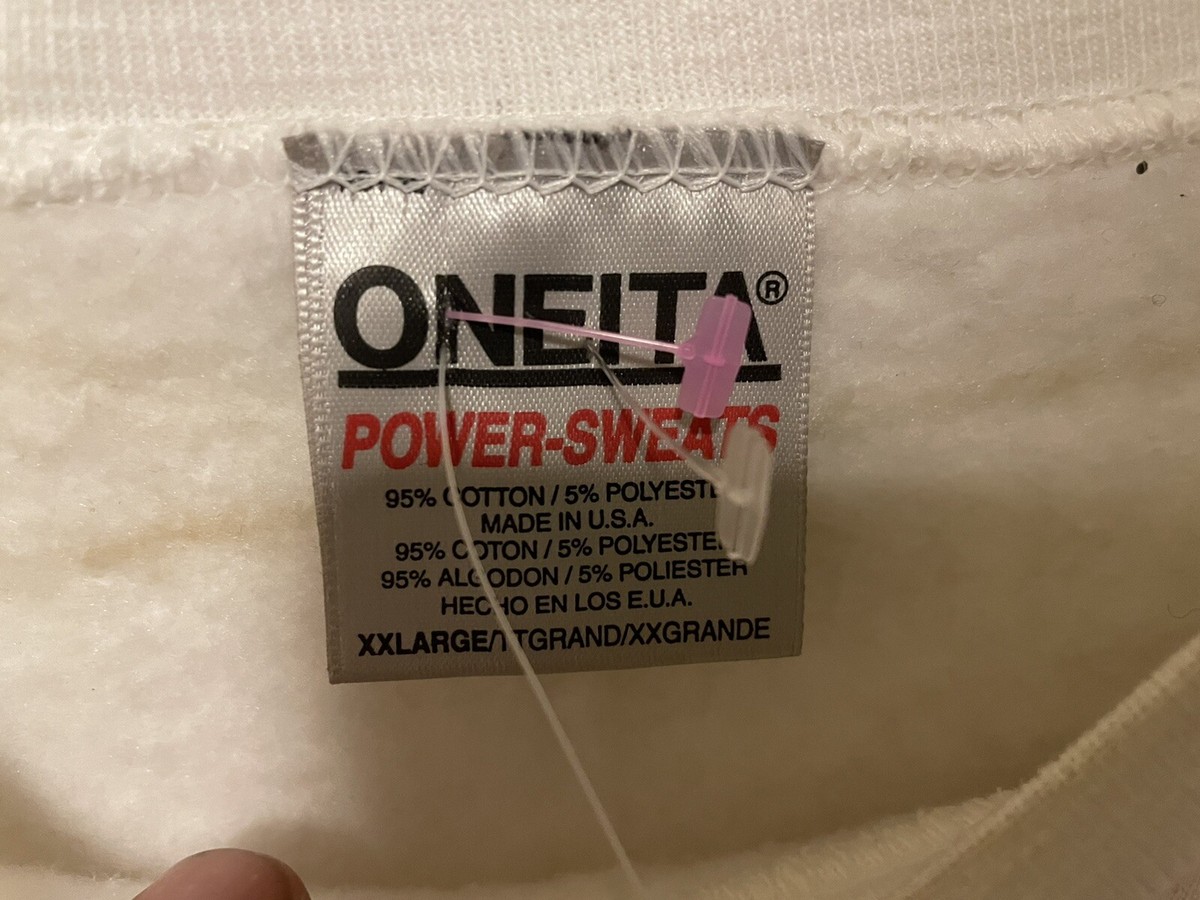 ONEITA®
POWER-SWEATS
95% COTTON / 5% POLYESTER
MADE IN U.S.A.
95% COTON / 5% POLYESTER
95% ALGODON / 5% POLIESTER
HECHO EN LOS E.U.A.
XXLARGE/TTGRAND/XXGRANDE